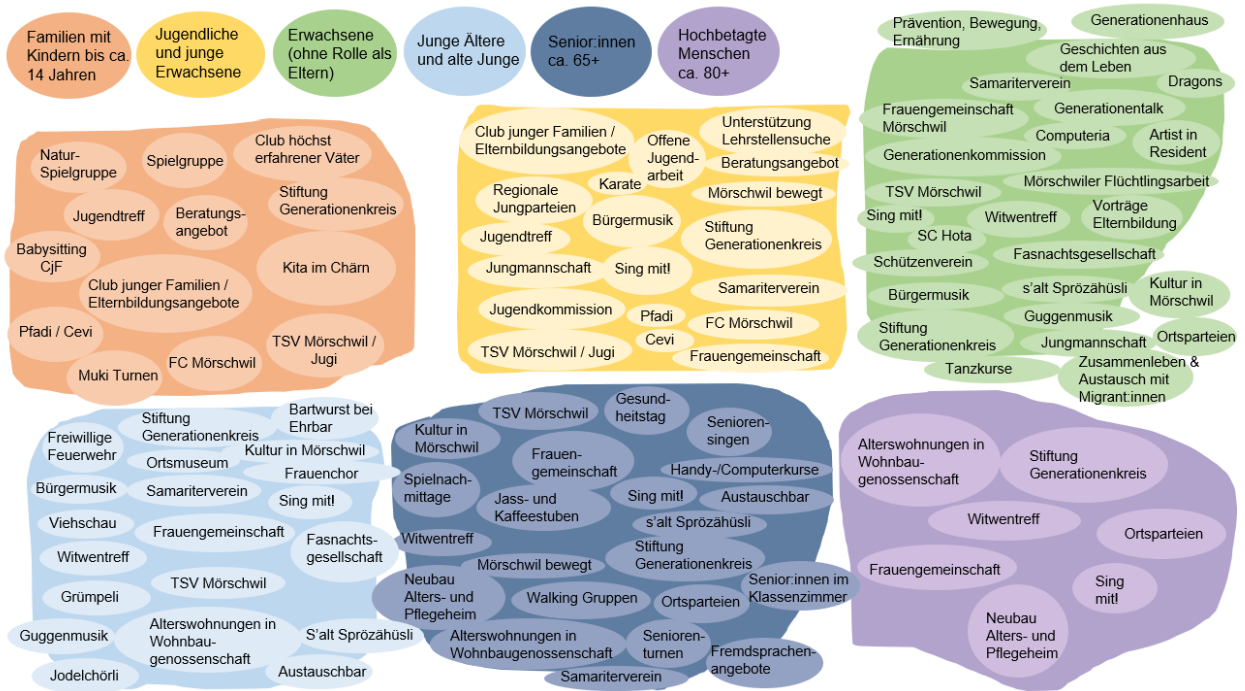 Familien mit
Kindern bis ca.
14 Jahren
Jugendliche
und junge
Erwachsene
Erwachsene
(ohne Rolle als
Eltern)
Junge Ältere
und alte Junge
Senior:innen
ca. 65+
Hochbetagte
Menschen
ca. 80+
Natur-
Spielgruppe
Spielgruppe
Club höchst
erfahrener Väter
Stiftung
Generationenkreis
Jugendtreff
Beratungs-
angebot
Babysitting
CjF
Kita im Chärn
Club junger Familien /
Elternbildungsangebote
Pfadi / Cevi
TSV Mörschwil /
Jugi
FC Mörschwil
Muki Turnen
Club junger Familien /
Elternbildungsangebote
Offene
Jugend-
arbeit
Unterstützung
Lehrstellensuche
Beratungsangebot
Karate
Mörschwil bewegt
Regionale
Jungparteien
Bürgermusik
Stiftung
Generationenkreis
Jugendtreff
Jungmannschaft
Sing mit!
Samariterverein
Jugendkommission
Pfadi
FC Mörschwil
Cevi
TSV Mörschwil / Jugi
Frauengemeinschaft
Prävention, Bewegung,
Ernährung
Generationenhaus
Geschichten aus
dem Leben
Samariterverein
Dragons
Frauengemeinschaft
Mörschwil
Generationentalk
Computeria
Artist in
Resident
Generationenkommission
TSV Mörschwil
Mörschwiler Flüchtlingsarbeit
Sing mit!
Witwentreff
Vorträge
Elternbildung
SC Hota
Schützenverein
Fasnachtsgesellschaft
Bürgermusik
s'alt Sprözähüsli
Kultur in
Mörschwil
Guggenmusik
Stiftung
Generationenkreis
Jungmannschaft
Ortsparteien
Tanzkurse
Zusammenleben &
Austausch mit
Migrant:innen
Freiwillige
Feuerwehr
Stiftung
Generationenkreis
Bartwurst bei
Ehrbar
Kultur in Mörschwil
Ortsmuseum
Frauenchor
Bürgermusik
Samariterverein
Sing mit!
Viehschau
Frauengemeinschaft
Fasnachts-
gesellschaft
Witwentreff
TSV Mörschwil
Grümpeli
Guggenmusik
Alterswohnungen in
Wohnbau-
genossenschaft
S'alt Sprözähüsli
Jodelchörli
Austauschbar
TSV Mörschwil
Gesund-
heitstag
Kultur in
Mörschwil
Senioren-
singen
Frauen-
gemeinschaft
Handy-/Computerkurse
Spielnach-
mittage
Jass- und
Kaffeestuben
Sing mit!
Austauschbar
s'alt Sprözähüsli
Witwentreff
Mörschwil bewegt
Stiftung
Generationenkreis
Neubau
Alters- und
Pflegeheim
Walking Gruppen
Ortsparteien
Senior:innen im
Klassenzimmer
Alterswohnungen in
Wohnbaugenossenschaft
Senioren-
turnen
Fremdsprachen-
angebote
Samariterverein
Alterswohnungen in
Wohnbau-
genossenschaft
Stiftung
Generationenkreis
Witwentreff
Ortsparteien
Frauengemeinschaft
Sing
mit!
Neubau
Alters- und
Pflegeheim